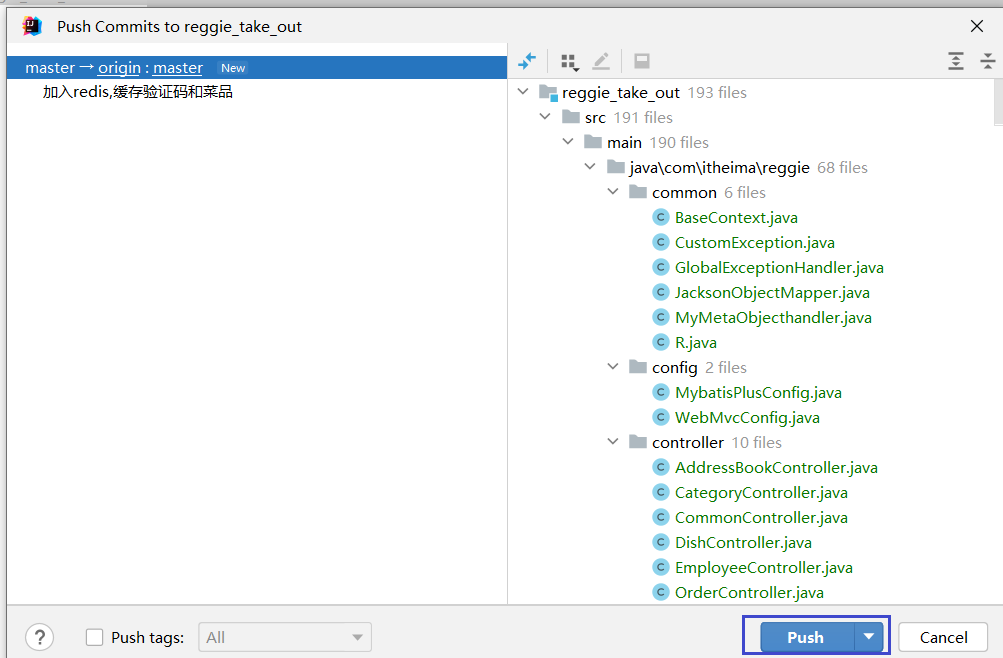 Push Commits to reggie_take_out
master → origin : master New
加入redis,缓存验证码和菜品
reggie_take_out 193 files
src 191 files
main 190 files
java\com\itheima\reggie 68 files
common 6 files
C BaseContext.java
C CustomException.java
C GlobalExceptionHandler.java
C JacksonObjectMapper.java
C MyMetaObjecthandler.java
C R.java
config 2 files
C MybatisPlusConfig.java
C WebMvcConfig.java
controller 10 files
C AddressBookController.java
C CategoryController.java
C CommonController.java
C DishController.java
C EmployeeController.java
C OrderController.java
? Push tags: All Push Cancel